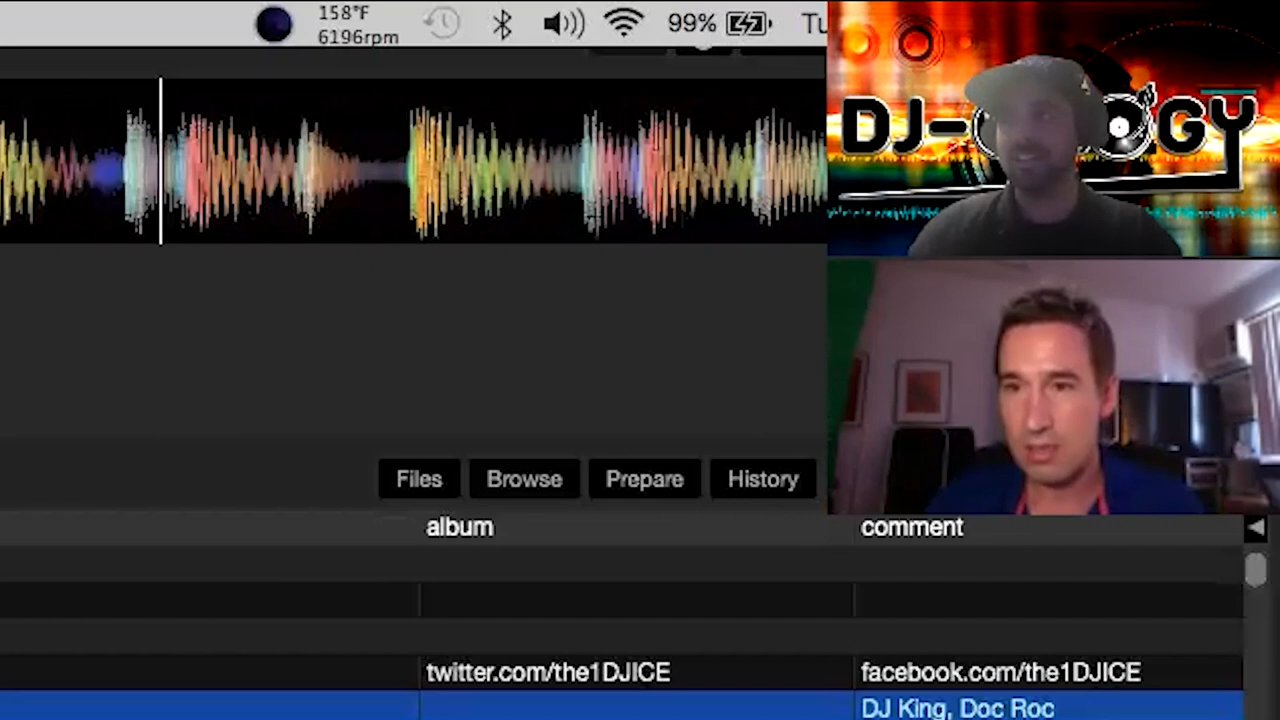 158°F
6196rpm
99%
Tu
DJ-
GY
Files
Browse
Prepare
History
album
comment
twitter.com/the1DJICE
facebook.com/the1DJICE
DJ King, Doc Roc